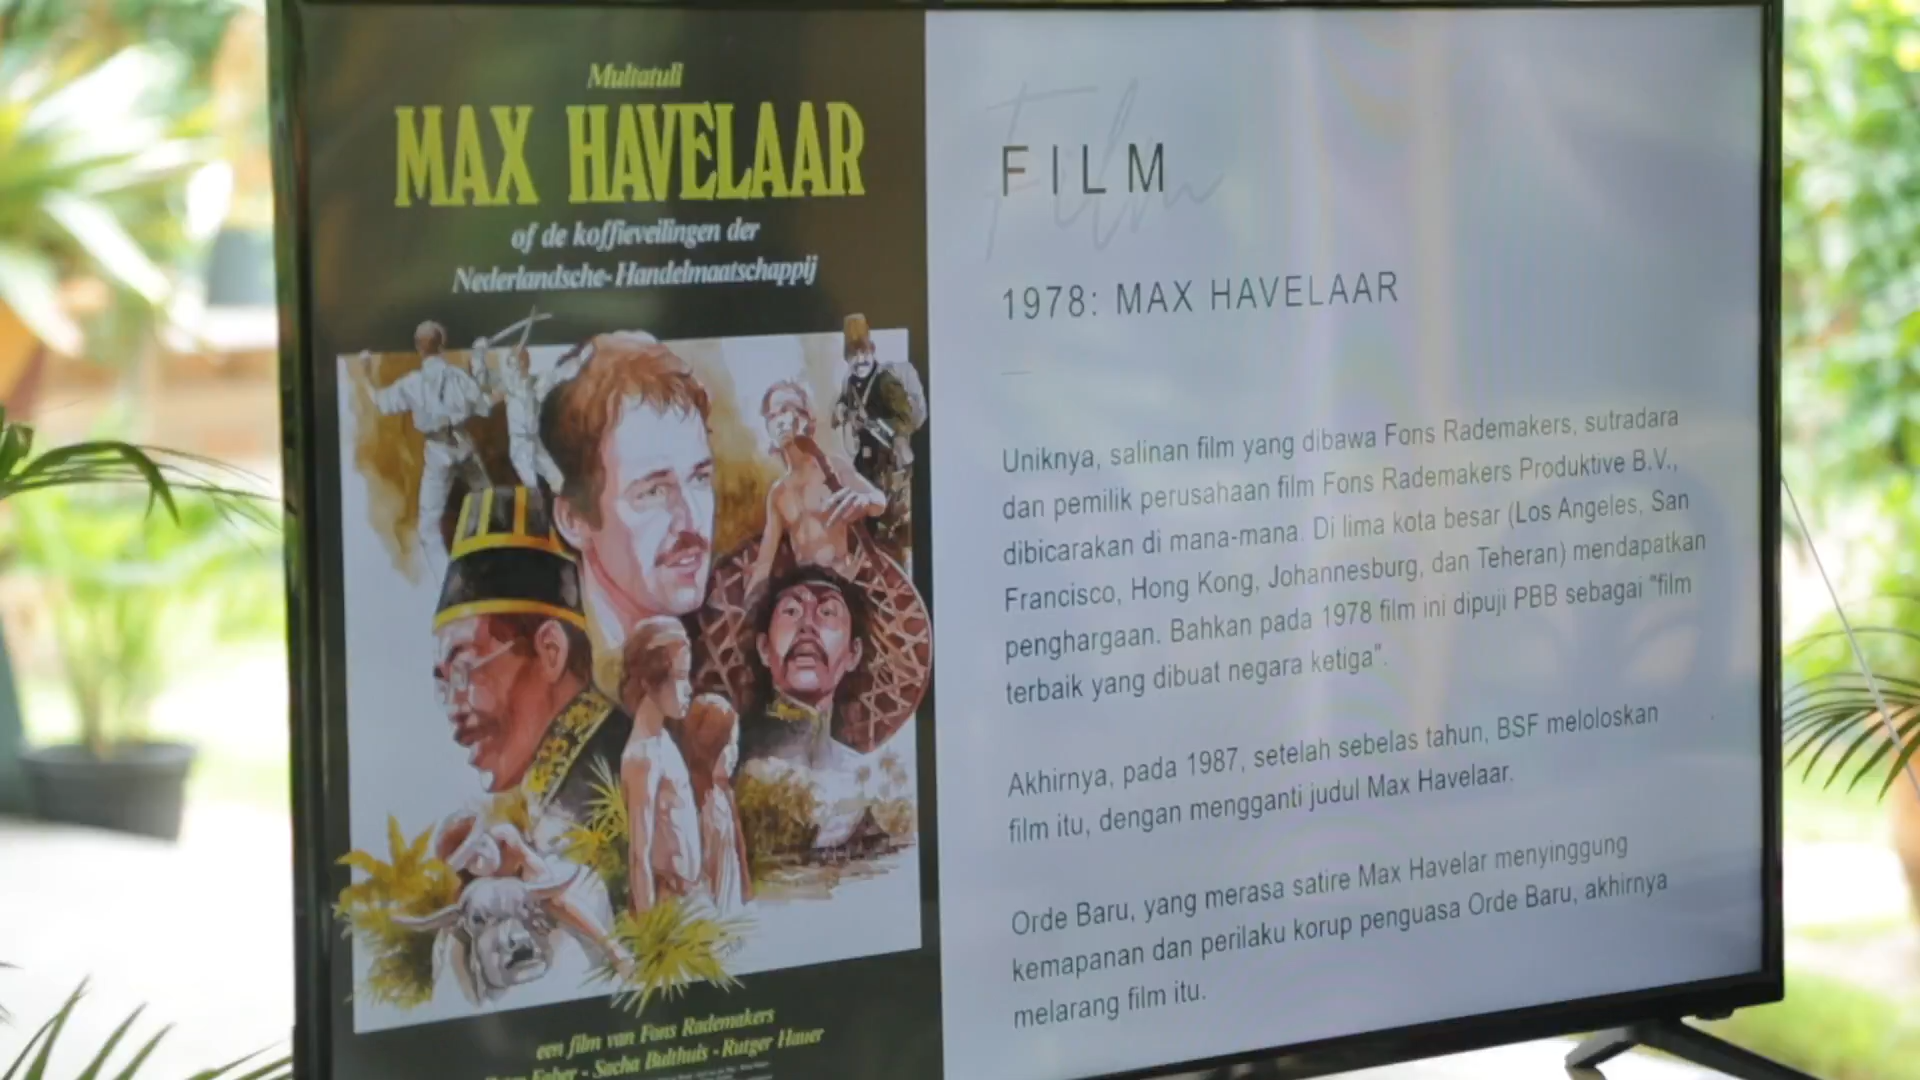 Multatuli
MAX HAVELAAR
of de koffieveilingen der
Nederlandsche-Handelmaatschappij
een film van Fons Rademakers
Faber - Sacha Bulthuis - Rutger Hauer
Film
FILM
1978: MAX HAVELAAR
Uniknya, salinan film yang dibawa Fons Rademakers, sutradara
dan pemilik perusahaan film Fons Rademakers Produktive B.V.,
dibicarakan di mana-mana. Di lima kota besar (Los Angeles, San
Francisco, Hong Kong, Johannesburg, dan Teheran) mendapatkan
penghargaan. Bahkan pada 1978 film ini dipuji PBB sebagai "film
terbaik yang dibuat negara ketiga".
Akhirnya, pada 1987, setelah sebelas tahun, BSF meloloskan
film itu, dengan mengganti judul Max Havelaar.
Orde Baru, yang merasa satire Max Havelar menyinggung
kemapanan dan perilaku korup penguasa Orde Baru, akhirnya
melarang film itu.